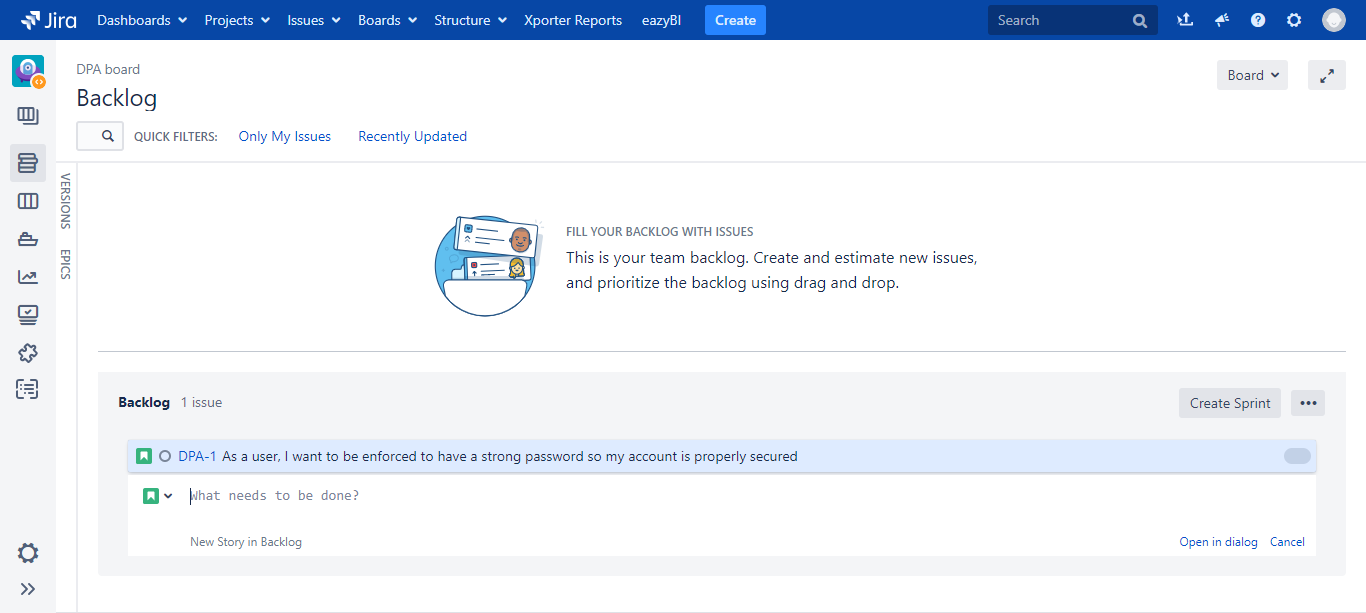 Jira Dashboards Projects Issues Boards Structure Xporter Reports eazyBI Create Search
DPA board
Board
Backlog
QUICK FILTERS: Only My Issues Recently Updated
VERSIONS
EPICS
FILL YOUR BACKLOG WITH ISSUES
This is your team backlog. Create and estimate new issues,
and prioritize the backlog using drag and drop.
Backlog 1 issue Create Sprint
DPA-1 As a user, I want to be enforced to have a strong password so my account is properly secured
What needs to be done?
New Story in Backlog Open in dialog Cancel